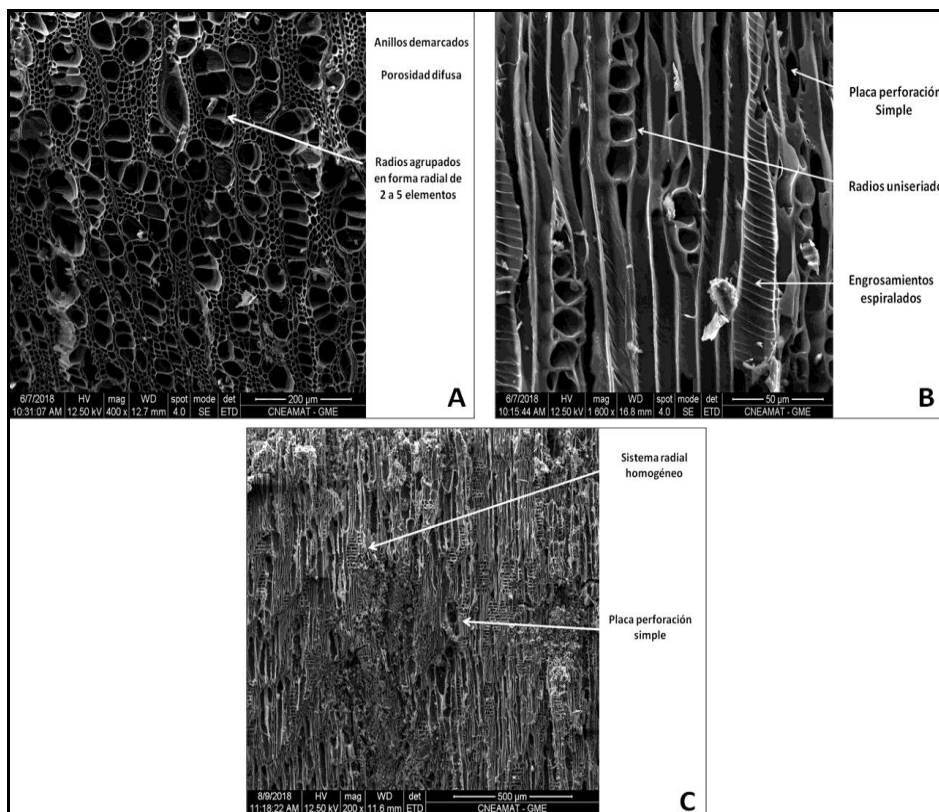 Anillos demarcados
Porosidad difusa
Radios agrupados
en forma radial de
2 a 5 elementos
6/7/2018 HV mag WD spot mode det 200 µm
10:31:07 AM 12.50 kV 400 x 12.7 mm 4.0 SE ETD CNEAMAT - GME
A
Placa perforación
Simple
Radios uniseriado
Engrosamientos
espiralados
6/7/2018 HV mag WD spot mode det 50 µm
10:15:44 AM 12.50 kV 1 600 x 16.8 mm 4.0 SE ETD CNEAMAT - GME
B
Sistema radial
homogéneo
Placa perforación
simple
8/9/2018 HV mag WD det 500 µm
11:18:22 AM 12.50 kV 200 x 11.6 mm ETD CNEAMAT - GME
C